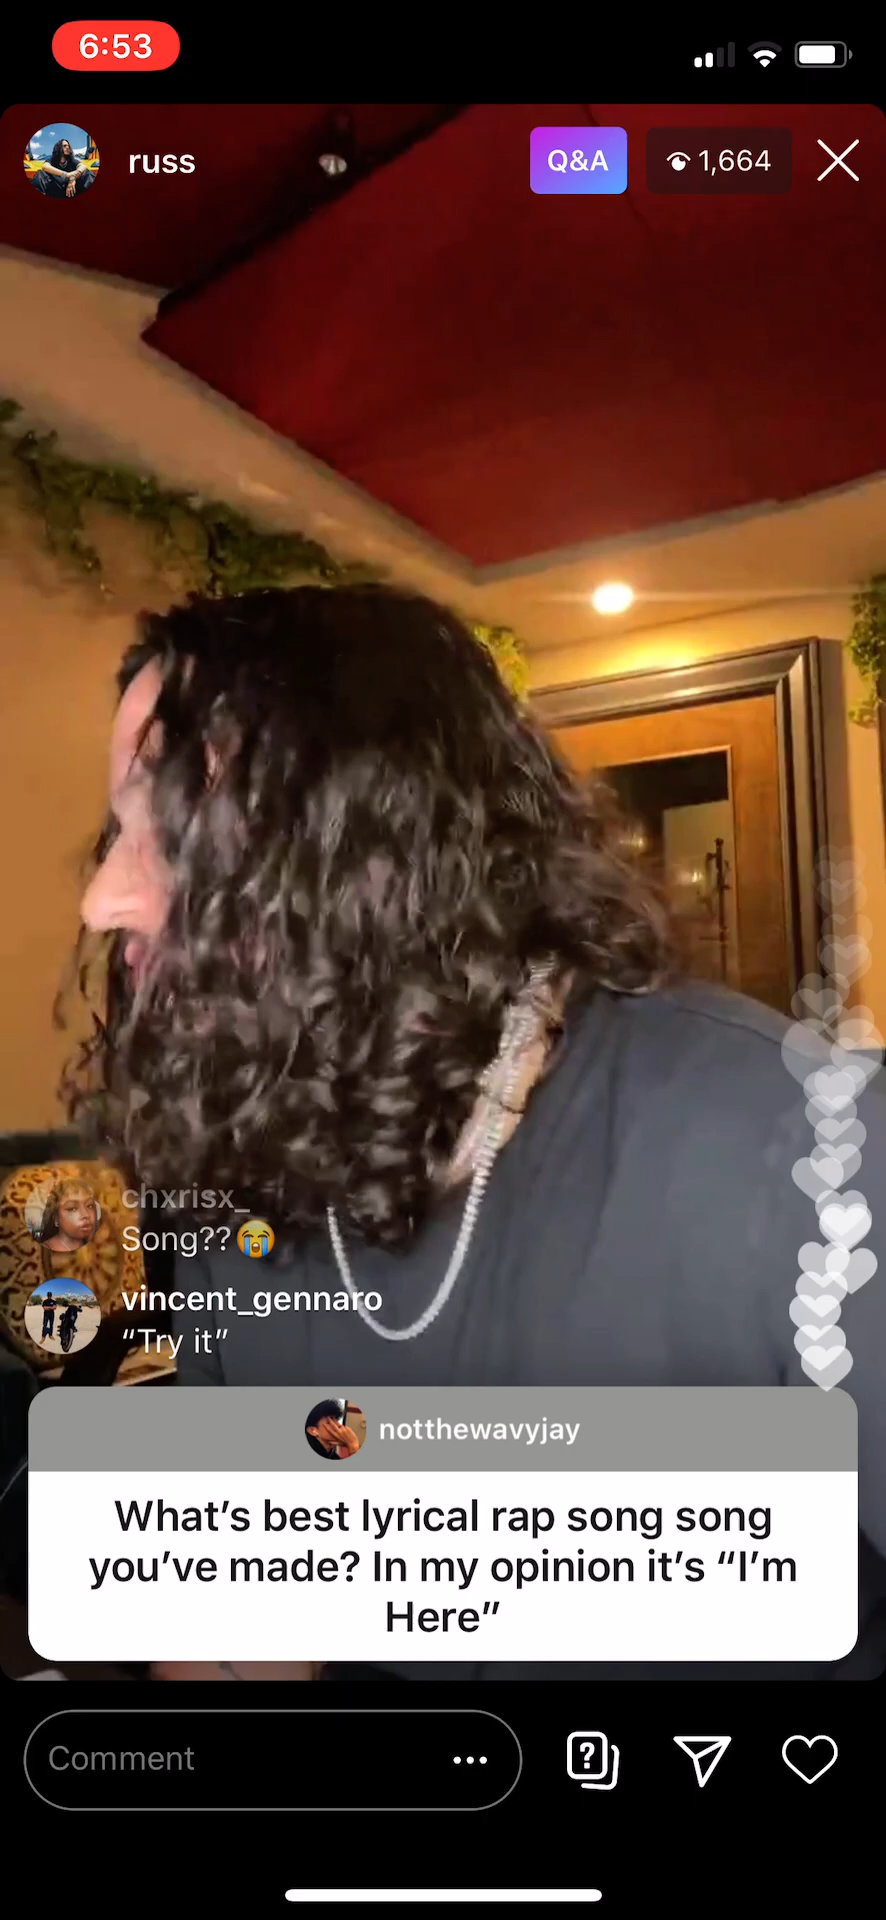 6:53
russ
Q&A
1,664
chxrisx_
Song??😭
vincent_gennaro
“Try it”
notthewavyjay
What’s best lyrical rap song song
you’ve made? In my opinion it’s “I’m
Here”
Comment
?